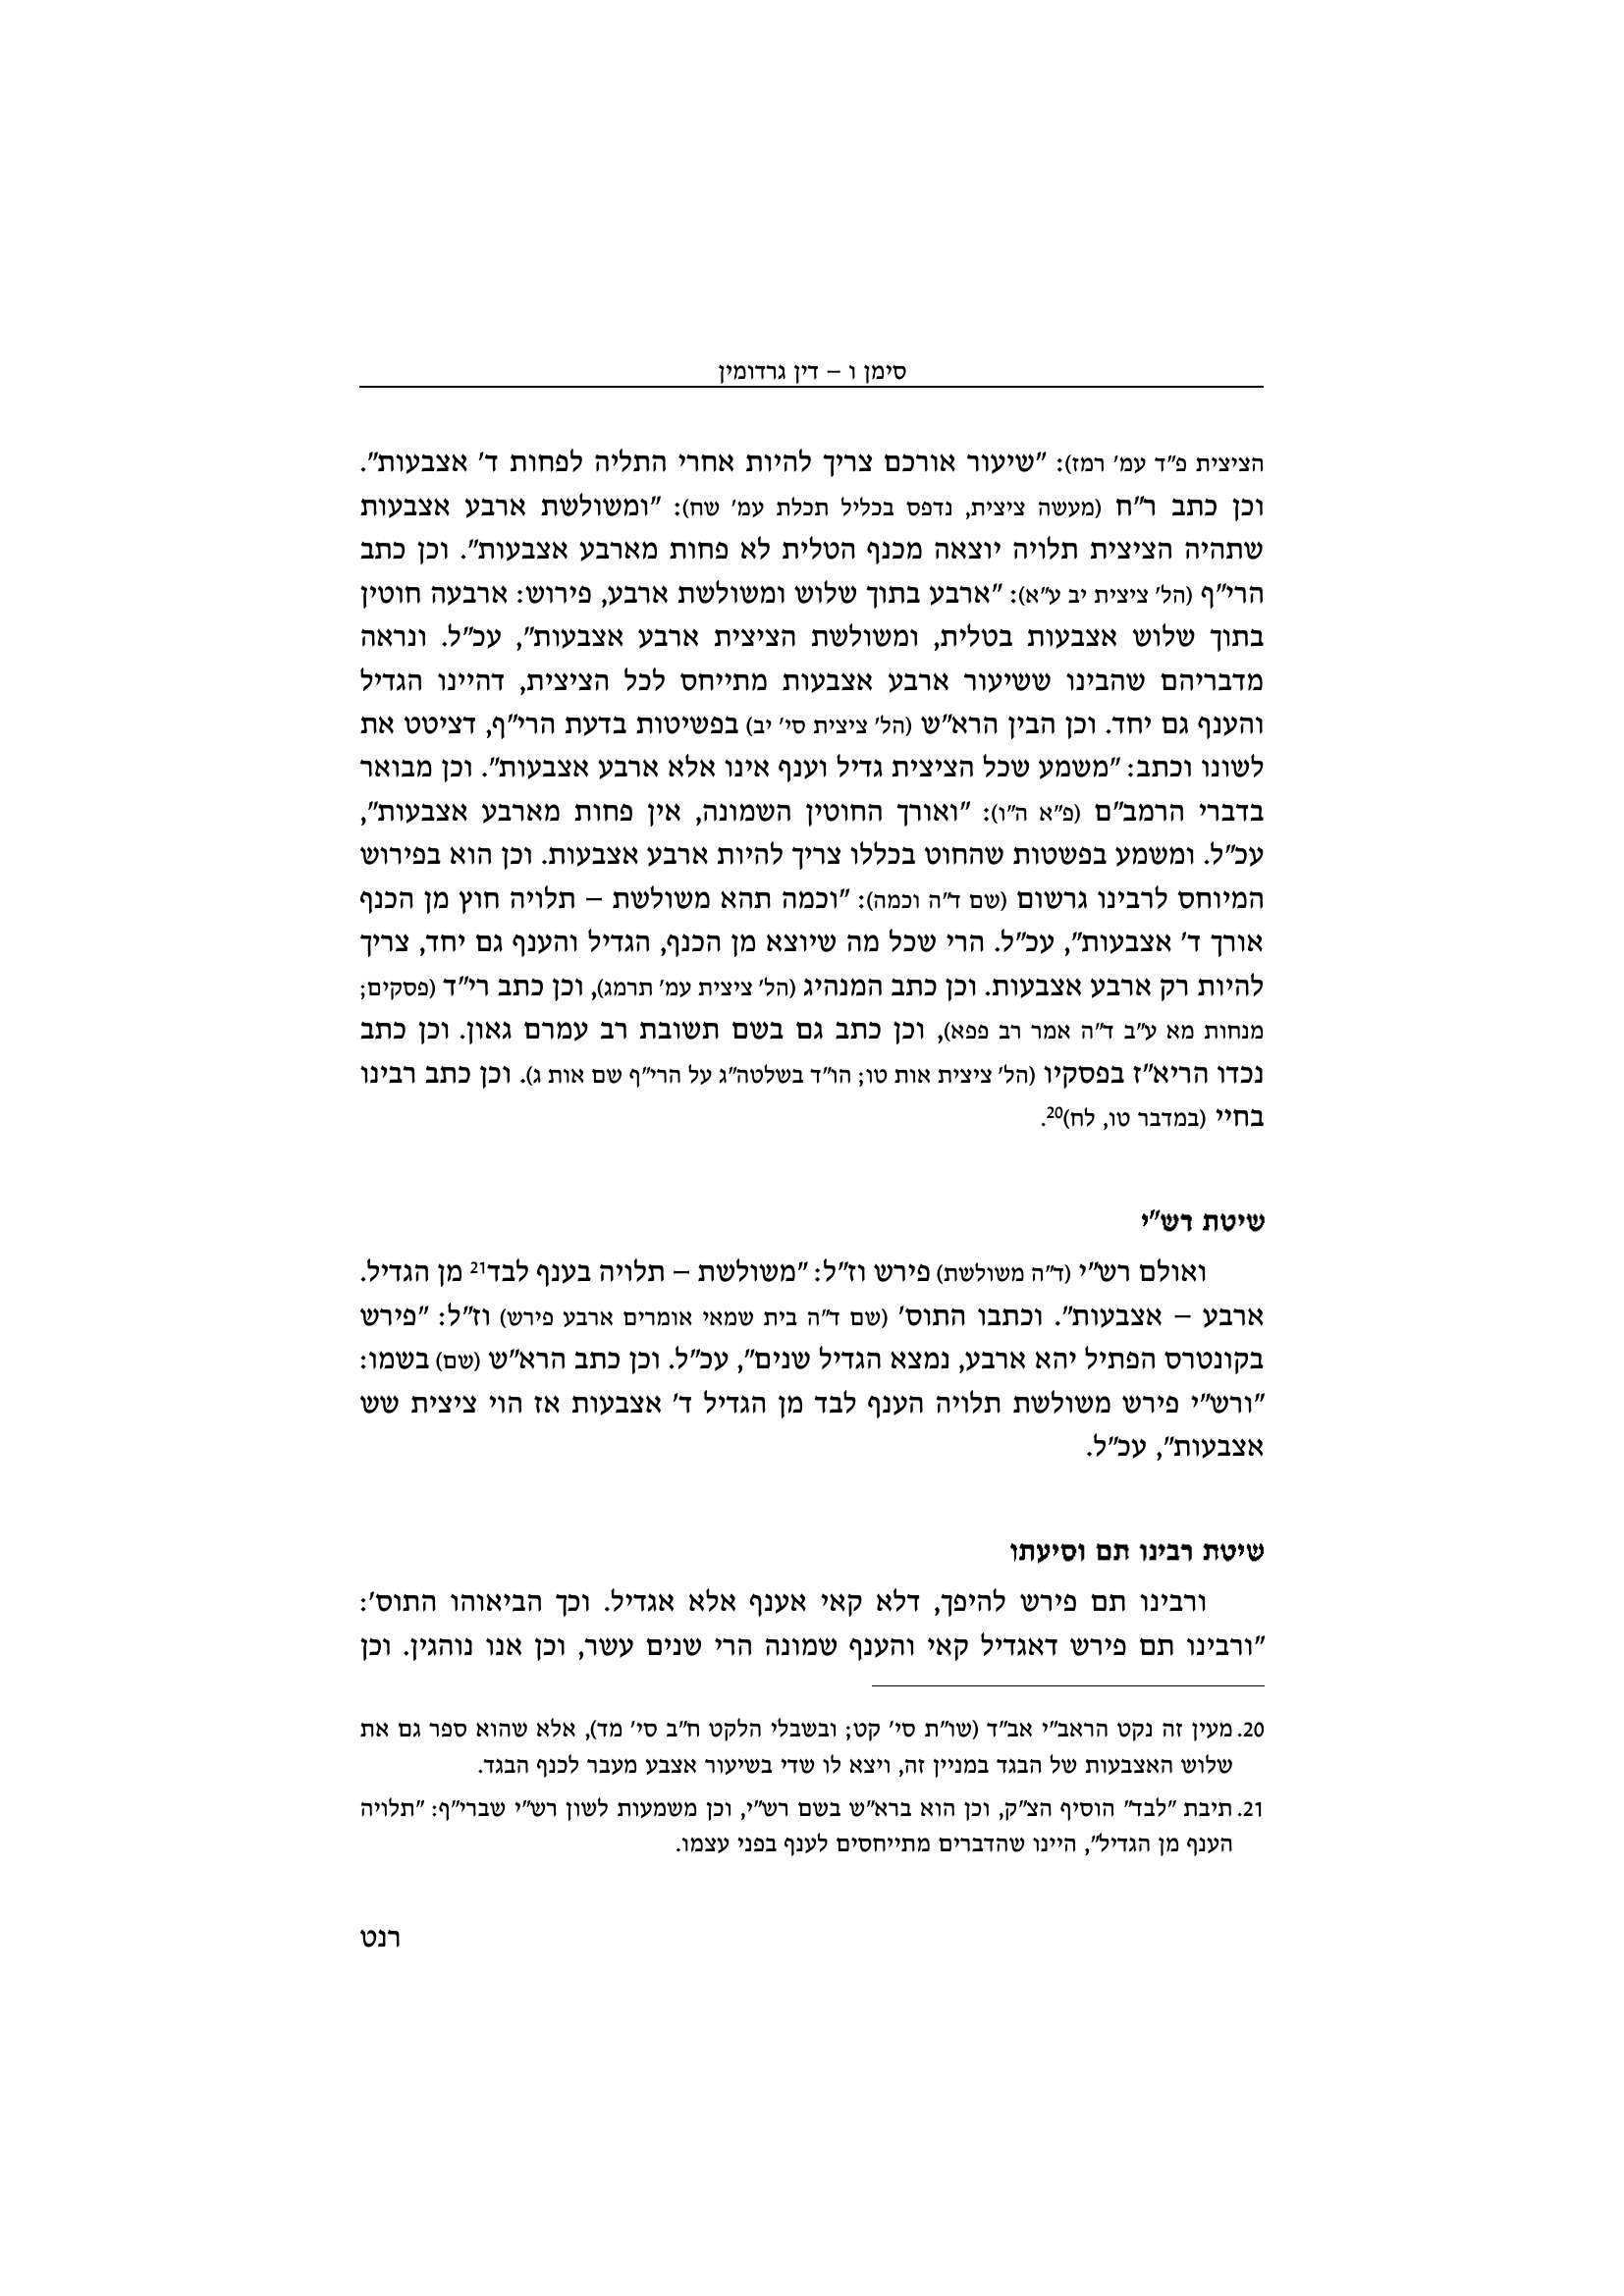 סימן ו – דין גרדומין
הציצית פ״ד עמ׳ רמז): ״שיעור אורכם צריך להיות אחרי התליה לפחות ד׳ אצבעות״.
וכן כתב ר״ח (מעשה ציצית, נדפס בכליל תכלת עמ׳ שח): ״ומשולשת ארבע אצבעות
שתהיה הציצית תלויה יוצאה מכנף הטלית לא פחות מארבע אצבעות״. וכן כתב
הרי״ף (הל׳ ציצית יב ע״א): ״ארבע בתוך שלוש ומשולשת ארבע, פירוש: ארבעה חוטין
בתוך שלוש אצבעות בטלית, ומשולשת הציצית ארבע אצבעות״, עכ״ל. ונראה
מדבריהם שהבינו ששיעור ארבע אצבעות מתייחס לכל הציצית, דהיינו הגדיל
והענף גם יחד. וכן הבין הרא״ש (הל׳ ציצית סי׳ יב) בפשיטות בדעת הרי״ף, דציטט את
לשונו וכתב: ״משמע שכל הציצית גדיל וענף אינו אלא ארבע אצבעות״. וכן מבואר
בדברי הרמב״ם (פ״א ה״ו): ״ואורך החוטין השמונה, אין פחות מארבע אצבעות״,
עכ״ל. ומשמע בפשטות שהחוט בכללו צריך להיות ארבע אצבעות. וכן הוא בפירוש
המיוחס לרבינו גרשום (שם ד״ה וכמה): ״וכמה תהא משולשת – תלויה חוץ מן הכנף
אורך ד׳ אצבעות״, עכ״ל. הרי שכל מה שיוצא מן הכנף, הגדיל והענף גם יחד, צריך
להיות רק ארבע אצבעות. וכן כתב המנהיג (הל׳ ציצית עמ׳ תרמג), וכן כתב רי״ד (פסקים;
מנחות מא ע״ב ד״ה אמר רב פפא), וכן כתב גם בשם תשובת רב עמרם גאון. וכן כתב
נכדו הריא״ז בפסקיו (הל׳ ציצית אות טו; הו״ד בשלטה״ג על הרי״ף שם אות ג). וכן כתב רבינו
בחיי (במדבר טו, לח)20.
שיטת רש״י
ואולם רש״י (ד״ה משולשת) פירש וז״ל: ״משולשת – תלויה בענף לבד21 מן הגדיל.
ארבע – אצבעות״. וכתבו התוס׳ (שם ד״ה בית שמאי אומרים ארבע פירש) וז״ל: ״פירש
בקונטרס הפתיל יהא ארבע, נמצא הגדיל שנים״, עכ״ל. וכן כתב הרא״ש (שם) בשמו:
״ורש״י פירש משולשת תלויה הענף לבד מן הגדיל ד׳ אצבעות אז הוי ציצית שש
אצבעות״, עכ״ל.
שיטת רבינו תם וסיעתו
ורבינו תם פירש להיפך, דלא קאי אענף אלא אגדיל. וכך הביאוהו התוס׳:
״ורבינו תם פירש דאגדיל קאי והענף שמונה הרי שנים עשר, וכן אנו נוהגין. וכן
20. מעין זה נקט הראב״י אב״ד (שו״ת סי׳ קט; ובשבלי הלקט ח״ב סי׳ מד), אלא שהוא ספר גם את
שלוש האצבעות של הבגד במניין זה, ויצא לו שדי בשיעור אצבע מעבר לכנף הבגד.
21. תיבת ״לבד״ הוסיף הצ״ק, וכן הוא ברא״ש בשם רש״י, וכן משמעות לשון רש״י שברי״ף: ״תלויה
הענף מן הגדיל״, היינו שהדברים מתייחסים לענף בפני עצמו.
רנט